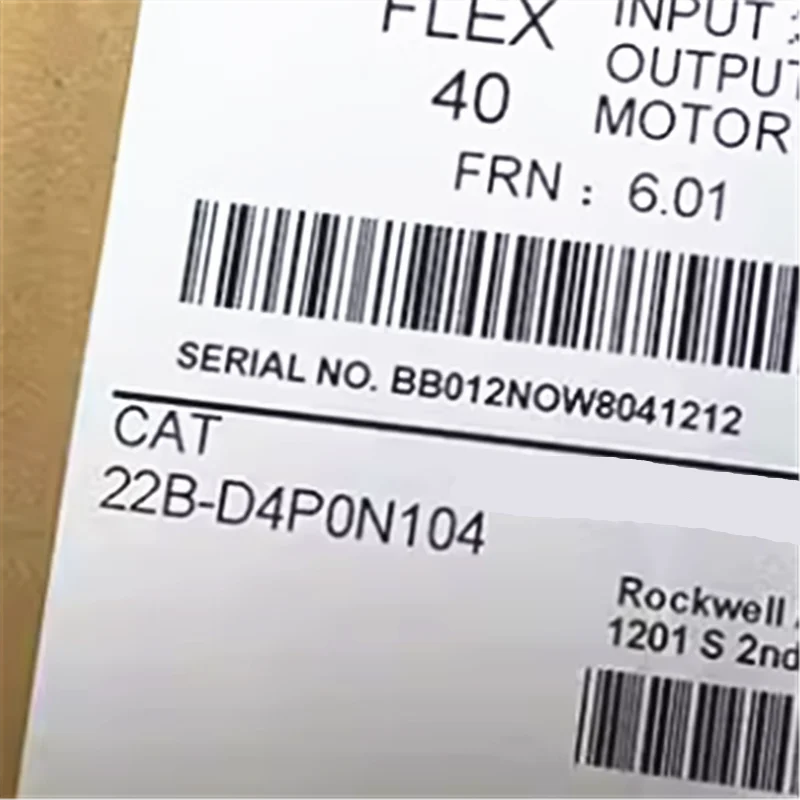 FLEX
40
INPUT :
OUTPUT
MOTOR
FRN : 6.01
SERIAL NO. BB012NOW8041212
CAT
22B-D4P0N104
Rockwell
1201 S 2nd